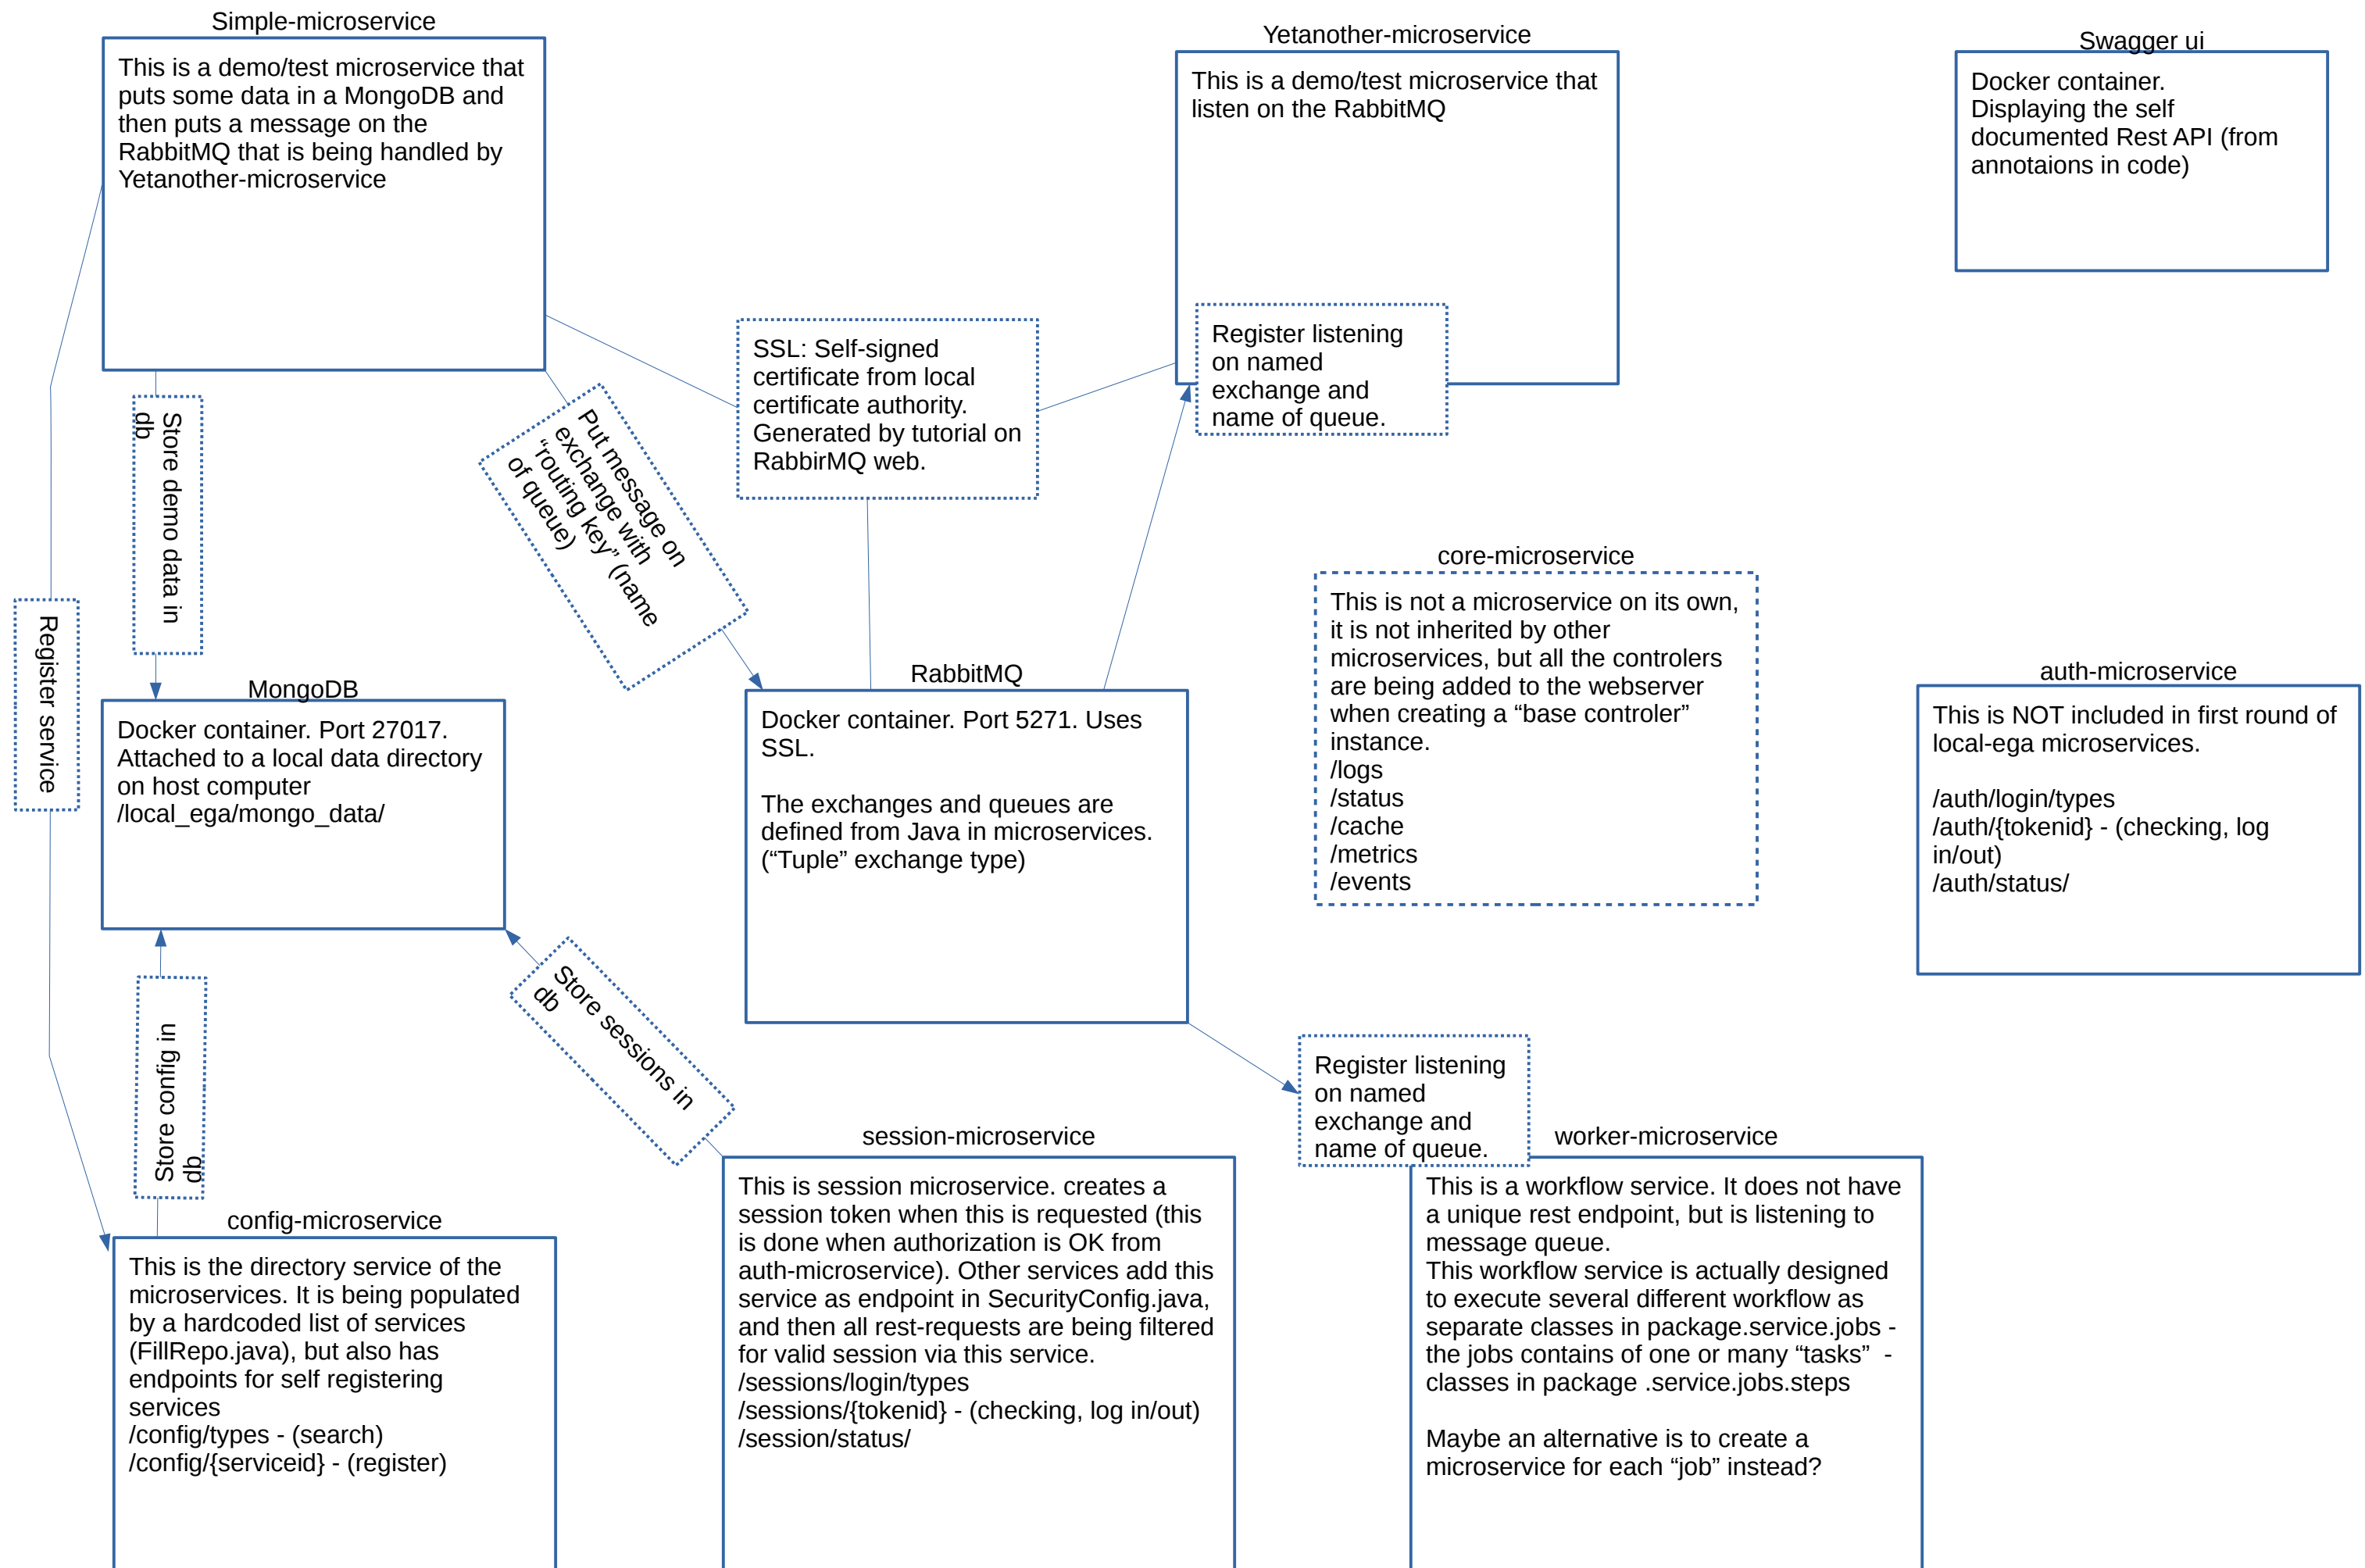 Simple-microservice
This is a demo/test microservice that
puts some data in a MongoDB and
then puts a message on the
RabbitMQ that is being handled by
Yetanother-microservice
Yetanother-microservice
This is a demo/test microservice that
listen on the RabbitMQ
Swagger ui
Docker container.
Displaying the self
documented Rest API (from
annotaions in code)
Register listening
on named
exchange and
name of queue.
SSL: Self-signed
certificate from local
certificate authority.
Generated by tutorial on
RabbirMQ web.
Store demo data in
db
Put message on
exchange with
“routing key” (name
of queue)
Register service
core-microservice
This is not a microservice on its own,
it is not inherited by other
microservices, but all the controlers
are being added to the webserver
when creating a “base controler”
instance.
/logs
/status
/cache
/metrics
/events
MongoDB
Docker container. Port 27017.
Attached to a local data directory
on host computer
/local_ega/mongo_data/
RabbitMQ
Docker container. Port 5271. Uses
SSL.
The exchanges and queues are
defined from Java in microservices.
(“Tuple” exchange type)
auth-microservice
This is NOT included in first round of
local-ega microservices.
/auth/login/types
/auth/{tokenid} - (checking, log
in/out)
/auth/status/
Store config in
db
Store sessions in
db
Register listening
on named
exchange and
name of queue.
config-microservice
This is the directory service of the
microservices. It is being populated
by a hardcoded list of services
(FillRepo.java), but also has
endpoints for self registering
services
/config/types - (search)
/config/{serviceid} - (register)
session-microservice
This is session microservice. creates a
session token when this is requested (this
is done when authorization is OK from
auth-microservice). Other services add this
service as endpoint in SecurityConfig.java,
and then all rest-requests are being filtered
for valid session via this service.
/sessions/login/types
/sessions/{tokenid} - (checking, log in/out)
/session/status/
worker-microservice
This is a workflow service. It does not have
a unique rest endpoint, but is listening to
message queue.
This workflow service is actually designed
to execute several different workflow as
separate classes in package.service.jobs -
the jobs contains of one or many “tasks”  -
classes in package .service.jobs.steps
Maybe an alternative is to create a
microservice for each “job” instead?